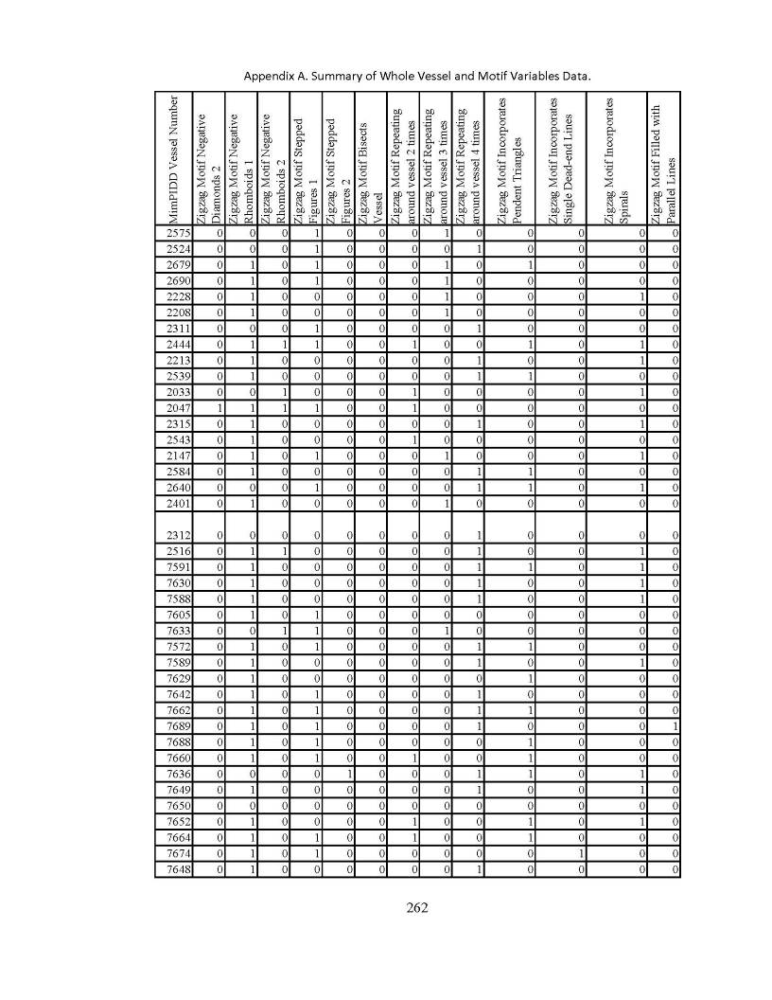 Appendix A. Summary of Whole Vessel and Motif Variables Data.
MimPIDD Vessel Number
Zigzag Motif Negative
Diamonds 2
Zigzag Motif Negative
Rhomboids 1
Zigzag Motif Negative
Rhomboids 2
Zigzag Motif Stepped
Figures 1
Zigzag Motif Stepped
Figures 2
Zigzag Motif Bisects
Vessel
Zigzag Motif Repeating
around vessel 2 times
Zigzag Motif Repeating
around vessel 3 times
Zigzag Motif Repeating
around vessel 4 times
Zigzag Motif Incorporates
Pendent Triangles
Zigzag Motif Incorporates
Single Dead-end Lines
Zigzag Motif Incorporates
Spirals
Zigzag Motif Filled with
Parallel Lines
2575 0 0 0 1 0 0 0 1 0 0 0 0 0
2524 0 0 0 1 0 0 0 0 1 0 0 0 0
2679 0 1 0 1 0 0 0 1 0 1 0 0 0
2690 0 1 0 1 0 0 0 1 0 0 0 0 0
2228 0 1 0 0 0 0 0 1 0 0 0 1 0
2208 0 1 0 0 0 0 0 1 0 0 0 0 0
2311 0 0 0 1 0 0 0 0 1 0 0 0 0
2444 0 1 1 1 0 0 1 0 0 1 0 1 0
2213 0 1 0 0 0 0 0 0 1 0 0 1 0
2539 0 1 0 0 0 0 0 0 1 1 0 0 0
2033 0 0 1 0 0 0 1 0 0 0 0 1 0
2047 1 1 1 1 0 0 1 0 0 0 0 0 0
2315 0 1 0 0 0 0 0 0 1 0 0 1 0
2543 0 1 0 0 0 0 1 0 0 0 0 0 0
2147 0 1 0 1 0 0 0 1 0 0 0 1 0
2584 0 1 0 0 0 0 0 0 1 1 0 0 0
2640 0 0 0 1 0 0 0 0 1 1 0 1 0
2401 0 1 0 0 0 0 0 1 0 0 0 0 0
2312 0 0 0 0 0 0 0 0 1 0 0 0 0
2516 0 1 1 0 0 0 0 0 1 0 0 1 0
7591 0 1 0 0 0 0 0 0 1 1 0 1 0
7630 0 1 0 0 0 0 0 0 1 0 0 1 0
7588 0 1 0 0 0 0 0 0 1 0 0 1 0
7605 0 1 0 1 0 0 0 0 0 0 0 0 0
7633 0 0 1 1 0 0 0 1 0 0 0 0 0
7572 0 1 0 1 0 0 0 0 1 1 0 0 0
7589 0 1 0 0 0 0 0 0 1 0 0 1 0
7629 0 1 0 0 0 0 0 0 0 1 0 0 0
7642 0 1 0 1 0 0 0 0 1 0 0 0 0
7662 0 1 0 1 0 0 0 0 1 1 0 0 0
7689 0 1 0 1 0 0 0 0 1 0 0 0 1
7688 0 1 0 1 0 0 0 0 0 1 0 0 0
7660 0 1 0 1 0 0 1 0 0 1 0 0 0
7636 0 0 0 0 1 0 0 0 1 1 0 1 0
7649 0 1 0 0 0 0 0 0 1 0 0 1 0
7650 0 0 0 0 0 0 0 0 0 0 0 0 0
7652 0 1 0 0 0 0 1 0 0 1 0 1 0
7664 0 1 0 1 0 0 1 0 0 1 0 0 0
7674 0 1 0 1 0 0 0 0 0 0 1 0 0
7648 0 1 0 0 0 0 0 0 1 0 0 0 0
262